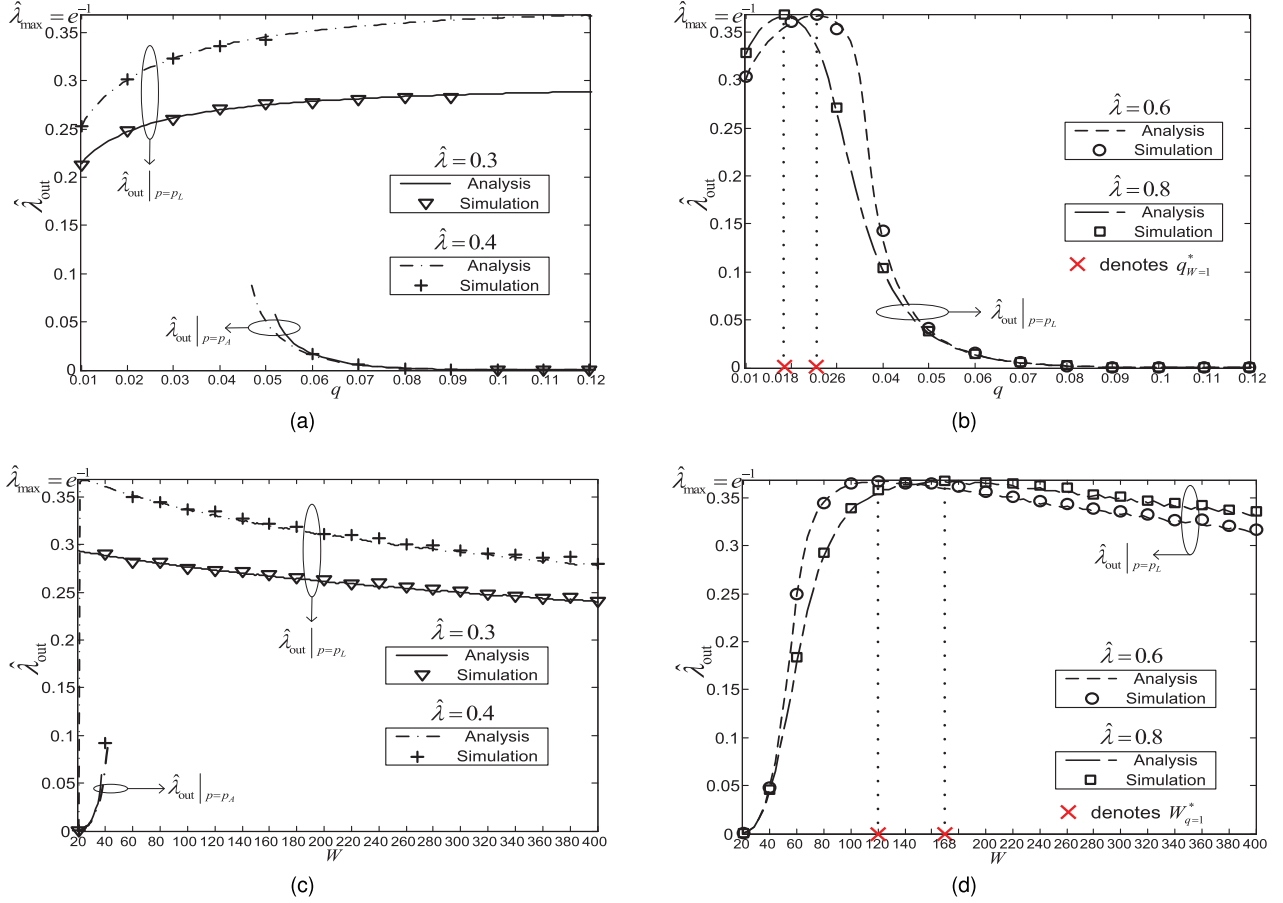 λ̂max = e⁻¹
0.35
0.3
0.25
0.2
0.15
0.1
0.05
0
λ̂out
0.01 0.02 0.03 0.04 0.05 0.06 0.07 0.08 0.09 0.1 0.11 0.12
q
λ̂out|p=pL
λ̂out|p=pA
λ̂=0.3
Analysis
Simulation
λ̂=0.4
Analysis
Simulation
(a)
λ̂max = e⁻¹
0.35
0.3
0.25
0.2
0.15
0.1
0.05
0
λ̂out
0.01 0.018 0.026 0.04 0.05 0.06 0.07 0.08 0.09 0.1 0.11 0.12
q
λ̂=0.6
Analysis
Simulation
λ̂=0.8
Analysis
Simulation
denotes q*W=1
λ̂out|p=pL
(b)
λ̂max = e⁻¹
0.35
0.3
0.25
0.2
0.15
0.1
0.05
0
λ̂out
20 40 60 80 100 120 140 160 180 200 220 240 260 280 300 320 340 360 380 400
W
λ̂out|p=pL
λ̂out|p=pA
λ̂=0.3
Analysis
Simulation
λ̂=0.4
Analysis
Simulation
(c)
λ̂max = e⁻¹
0.35
0.3
0.25
0.2
0.15
0.1
0.05
0
λ̂out
20 40 60 80 100 120 140 168 180 200 220 240 260 280 300 320 340 360 380 400
W
λ̂out|p=pL
λ̂=0.6
Analysis
Simulation
λ̂=0.8
Analysis
Simulation
denotes W*q=1
(d)